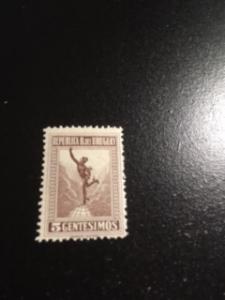 REPUBLICA O. DEL URUGUAY
5 CENTESIMOS